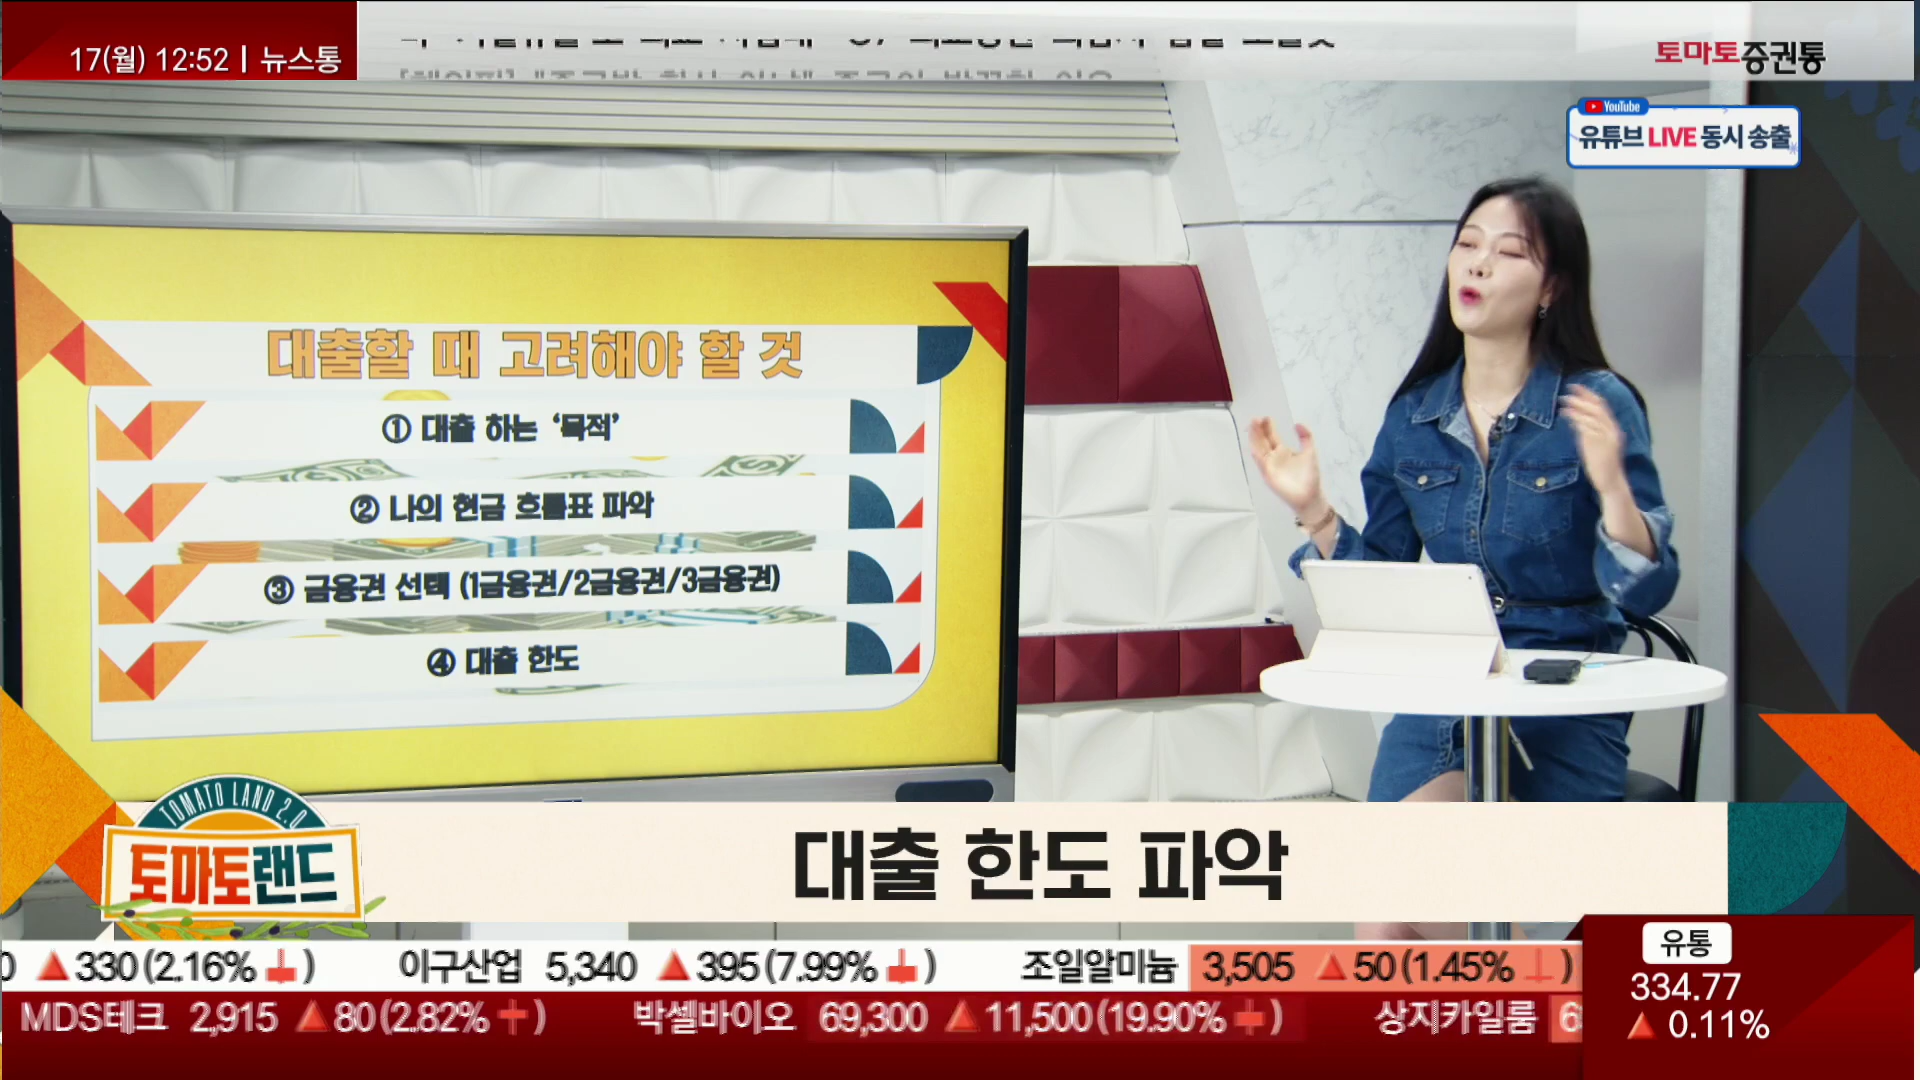 17(월) 12:52 | 뉴스통
토마토증권통
YouTube
유튜브 LIVE 동시 송출
대출할 때 고려해야 할 것
① 대출 하는 ‘목적’
② 나의 현금 흐름표 파악
③ 금융권 선택 (1금융권/2금융권/3금융권)
④ 대출 한도
TOMATO LAND 2.0
토마토랜드
대출 한도 파악
0 ▲330(2.16%) 이구산업 5,340 ▲395(7.99%) 조일알미늄 3,505 ▲50(1.45%)
MDS테크 2,915 ▲80(2.82%) 박셀바이오 69,300 ▲11,500(19.90%) 상지카일룸 6
유통
334.77
▲ 0.11%